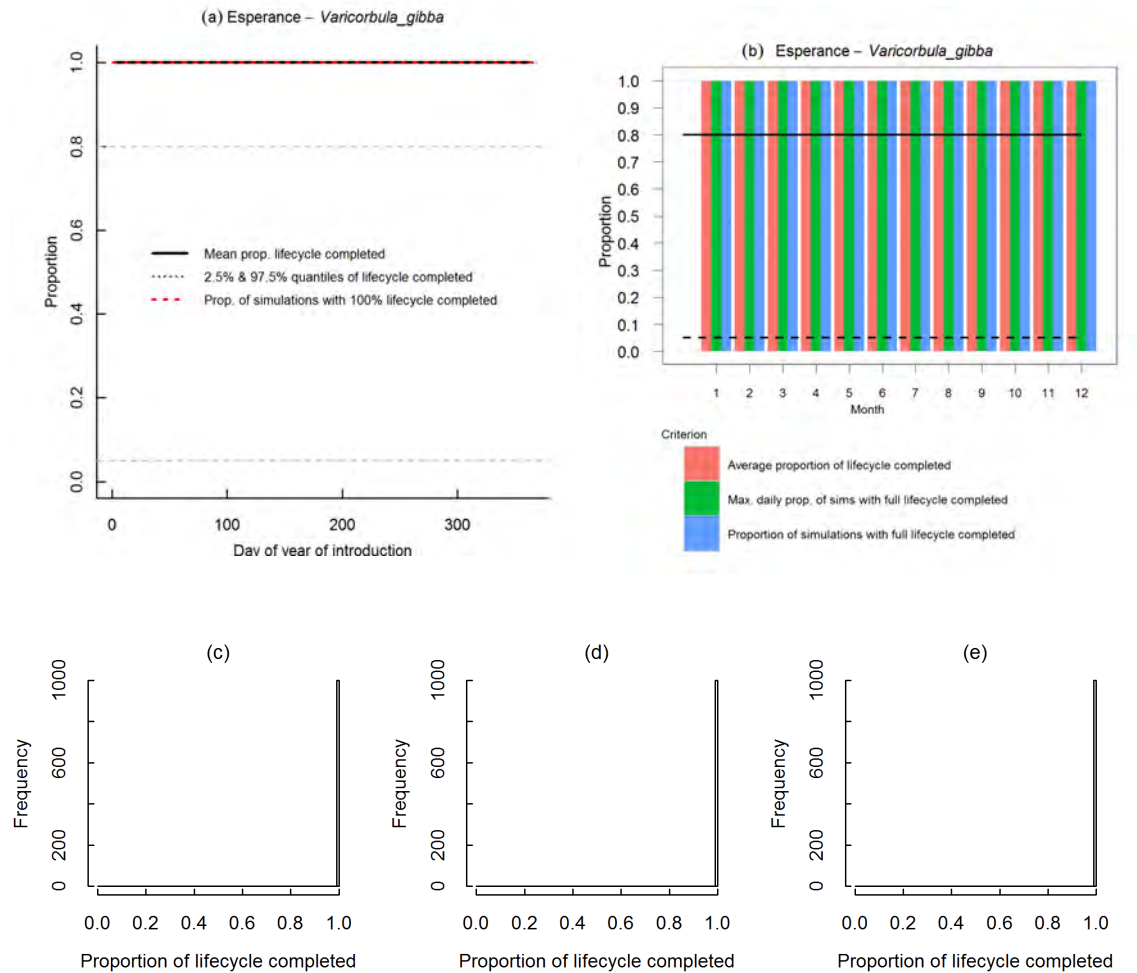 (a) Esperance – Varicorbula_gibba
1.0
0.8
0.6
0.4
0.2
0.0
Proportion
Mean prop. lifecycle completed
2.5% & 97.5% quantiles of lifecycle completed
Prop. of simulations with 100% lifecycle completed
0 100 200 300
Day of year of introduction
(b) Esperance – Varicorbula_gibba
1.0
0.9
0.8
0.7
0.6
0.5
0.4
0.3
0.2
0.1
0.0
Proportion
1 2 3 4 5 6 7 8 9 10 11 12
Month
Criterion
Average proportion of lifecycle completed
Max. daily prop. of sims with full lifecycle completed
Proportion of simulations with full lifecycle completed
(c)
1000
600
200
0
Frequency
0.0 0.2 0.4 0.6 0.8 1.0
Proportion of lifecycle completed
(d)
1000
600
200
0
Frequency
0.0 0.2 0.4 0.6 0.8 1.0
Proportion of lifecycle completed
(e)
1000
600
200
0
Frequency
0.0 0.2 0.4 0.6 0.8 1.0
Proportion of lifecycle completed